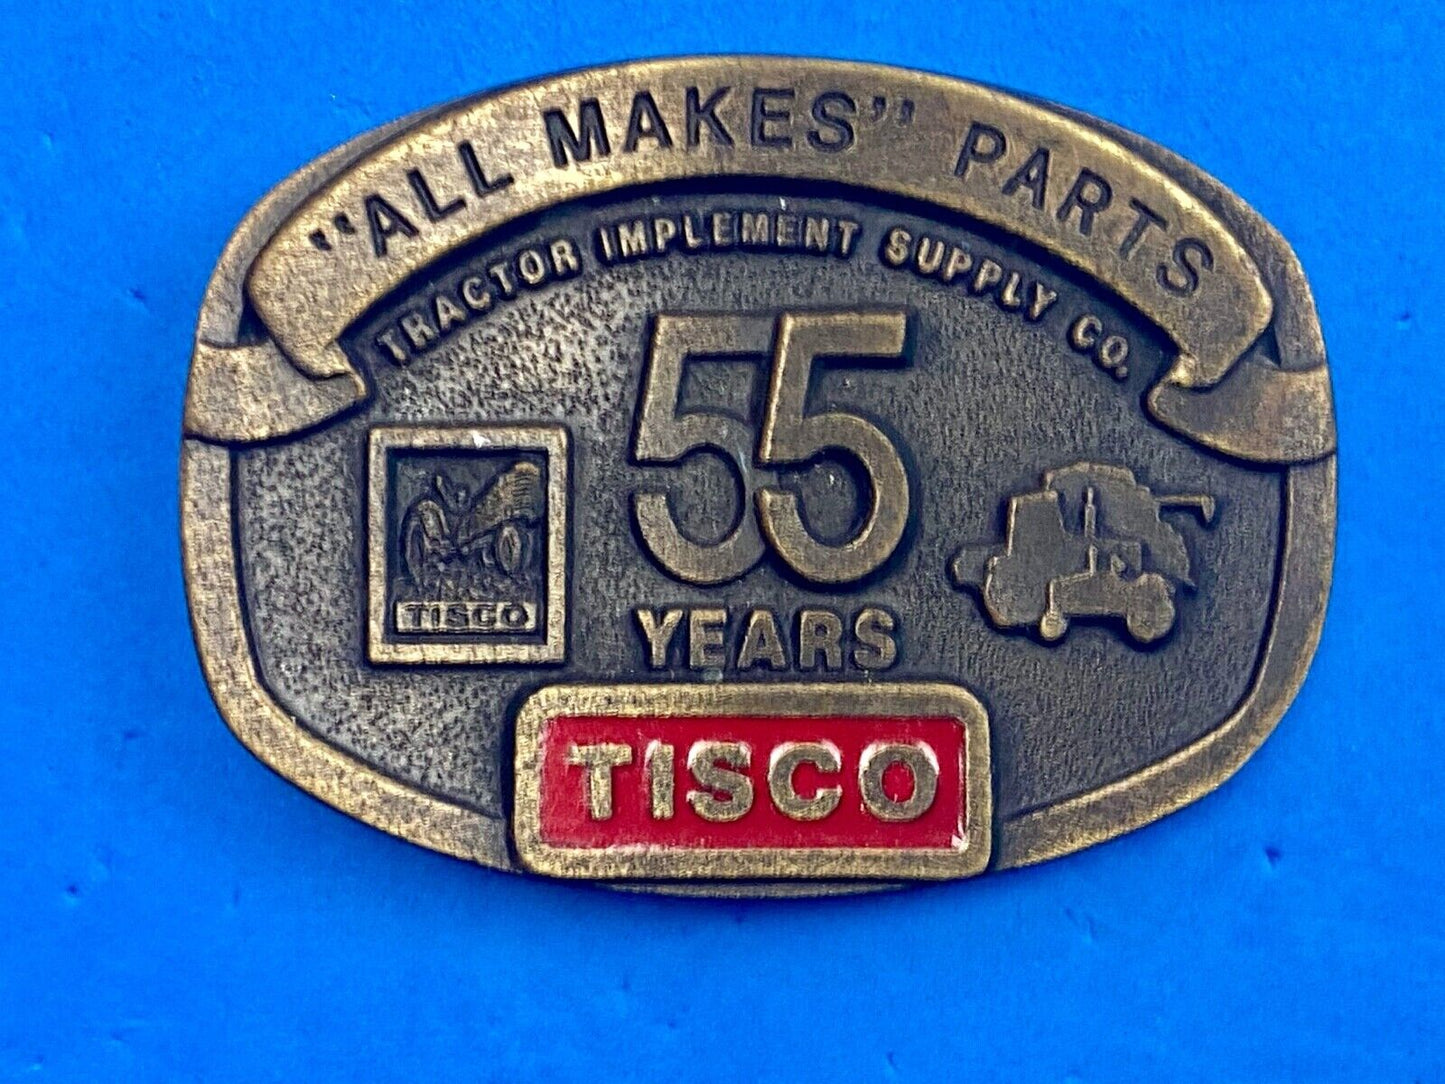 "ALL MAKES" PARTS
TRACTOR IMPLEMENT SUPPLY CO.
55
YEARS
TISCO
TISCO